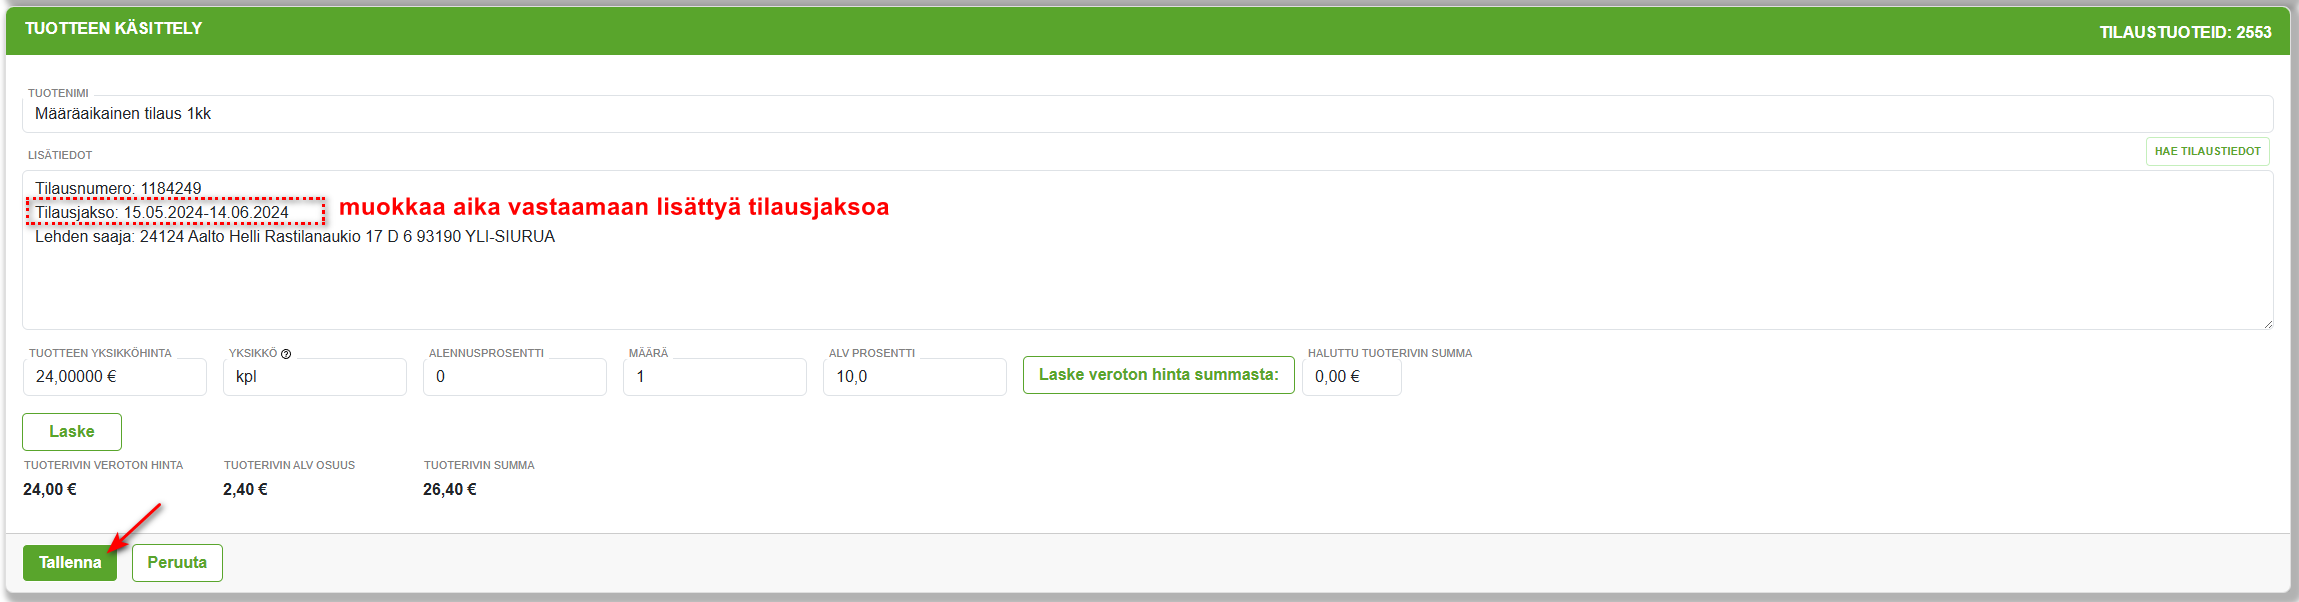 TUOTTEEN KÄSITTELY
TILAUSTUOTEID: 2553
TUOTENIMI
Määräaikainen tilaus 1kk
LISÄTIEDOT
HAE TILAUSTIEDOT
Tilausnumero: 1184249
Tilausjakso: 15.05.2024-14.06.2024
muokkaa aika vastaamaan lisättyä tilausjaksoa
Lehden saaja: 24124 Aalto Helli Rastilanaukio 17 D 6 93190 YLI-SIURUA
TUOTTEEN YKSIKKÖHINTA
24,00000 €
YKSIKKÖ
kpl
ALENNUSPROSENTTI
0
MÄÄRÄ
1
ALV PROSENTTI
10,0
Laske veroton hinta summasta:
HALUTTU TUOTERIVIN SUMMA
0,00 €
Laske
TUOTERIVIN VEROTON HINTA
24,00 €
TUOTERIVIN ALV OSUUS
2,40 €
TUOTERIVIN SUMMA
26,40 €
Tallenna
Peruuta